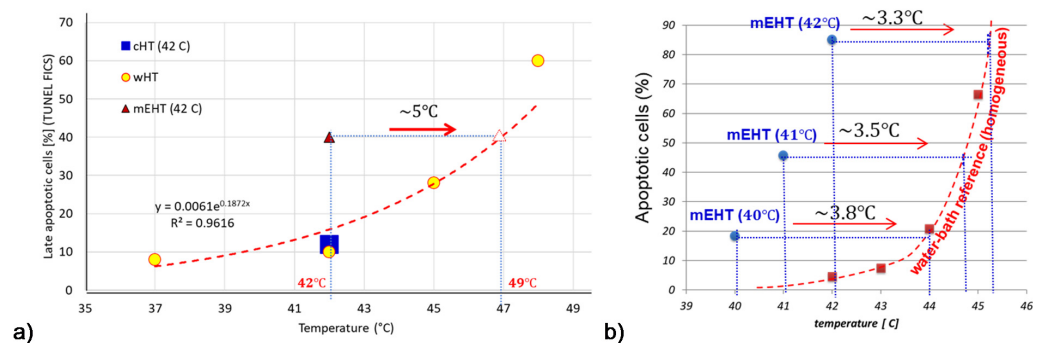 70
60
50
40
30
20
10
0
35
37
39
41
43
45
47
49
Late apoptotic cells [%] (TUNEL FICS)
Temperature (°C)
cHT (42 C)
wHT
mEHT (42 C)
~5°C
y = 0.0061e^0.1872x
R² = 0.9616
42°C
49°C
a)
90
80
70
60
50
40
30
20
10
0
39
40
41
42
43
44
45
46
Apoptotic cells (%)
temperature [ C]
mEHT (42°C)
~3.3°C
mEHT (41°C)
~3.5°C
mEHT (40°C)
~3.8°C
water-bath reference (homogeneous)
b)